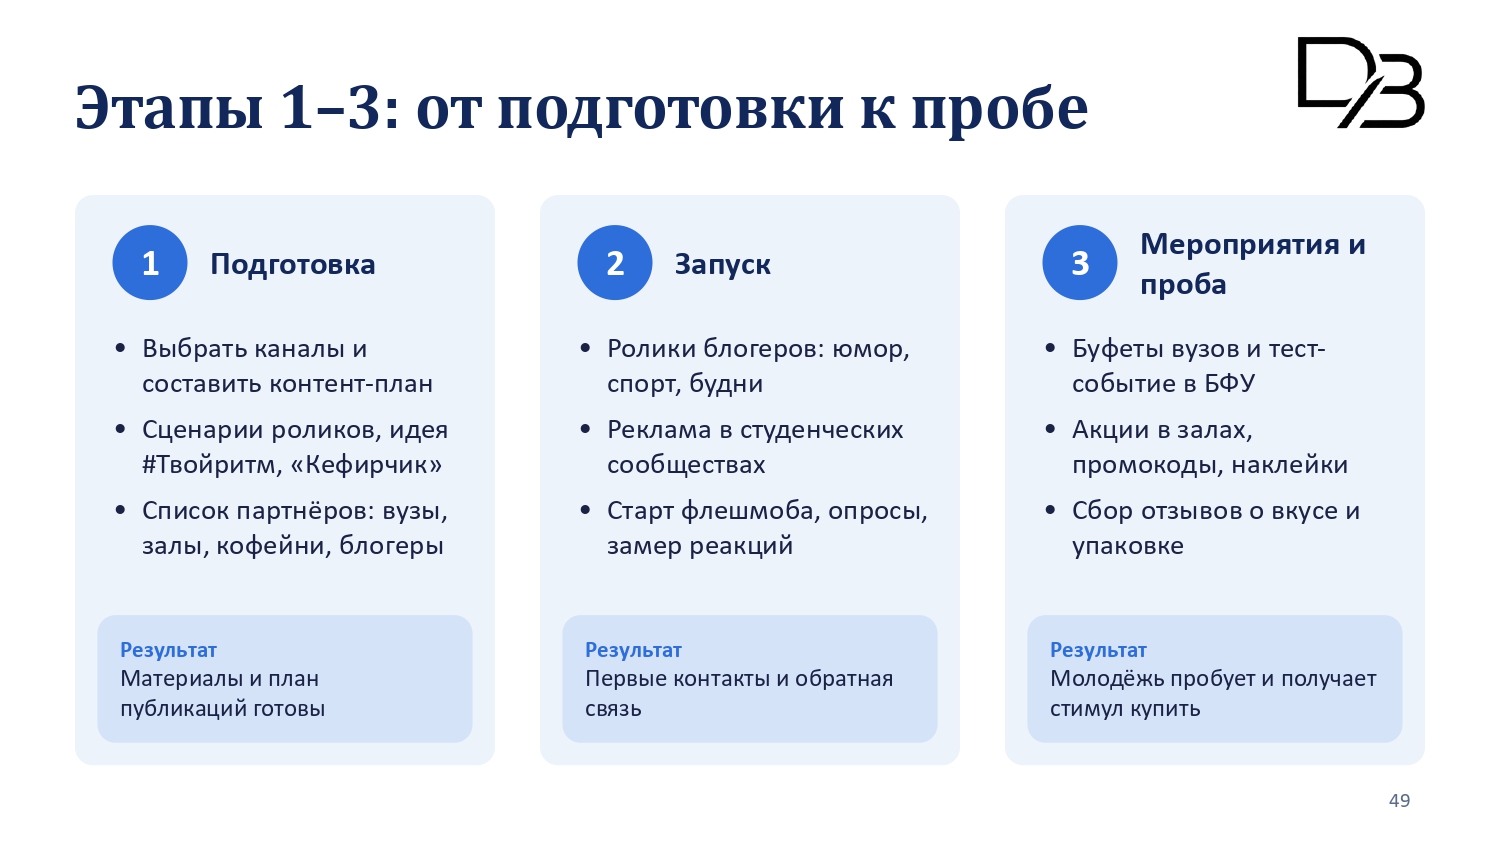 Этапы 1–3: от подготовки к пробе
DB
1
Подготовка
• Выбрать каналы и
составить контент-план
• Сценарии роликов, идея
#Твойритм, «Кефирчик»
• Список партнёров: вузы,
залы, кофейни, блогеры
Результат
Материалы и план
публикаций готовы
2
Запуск
• Ролики блогеров: юмор,
спорт, будни
• Реклама в студенческих
сообществах
• Старт флешмоба, опросы,
замер реакций
Результат
Первые контакты и обратная
связь
3
Мероприятия и
проба
• Буфеты вузов и тест-
событие в БФУ
• Акции в залах,
промокоды, наклейки
• Сбор отзывов о вкусе и
упаковке
Результат
Молодёжь пробует и получает
стимул купить
49